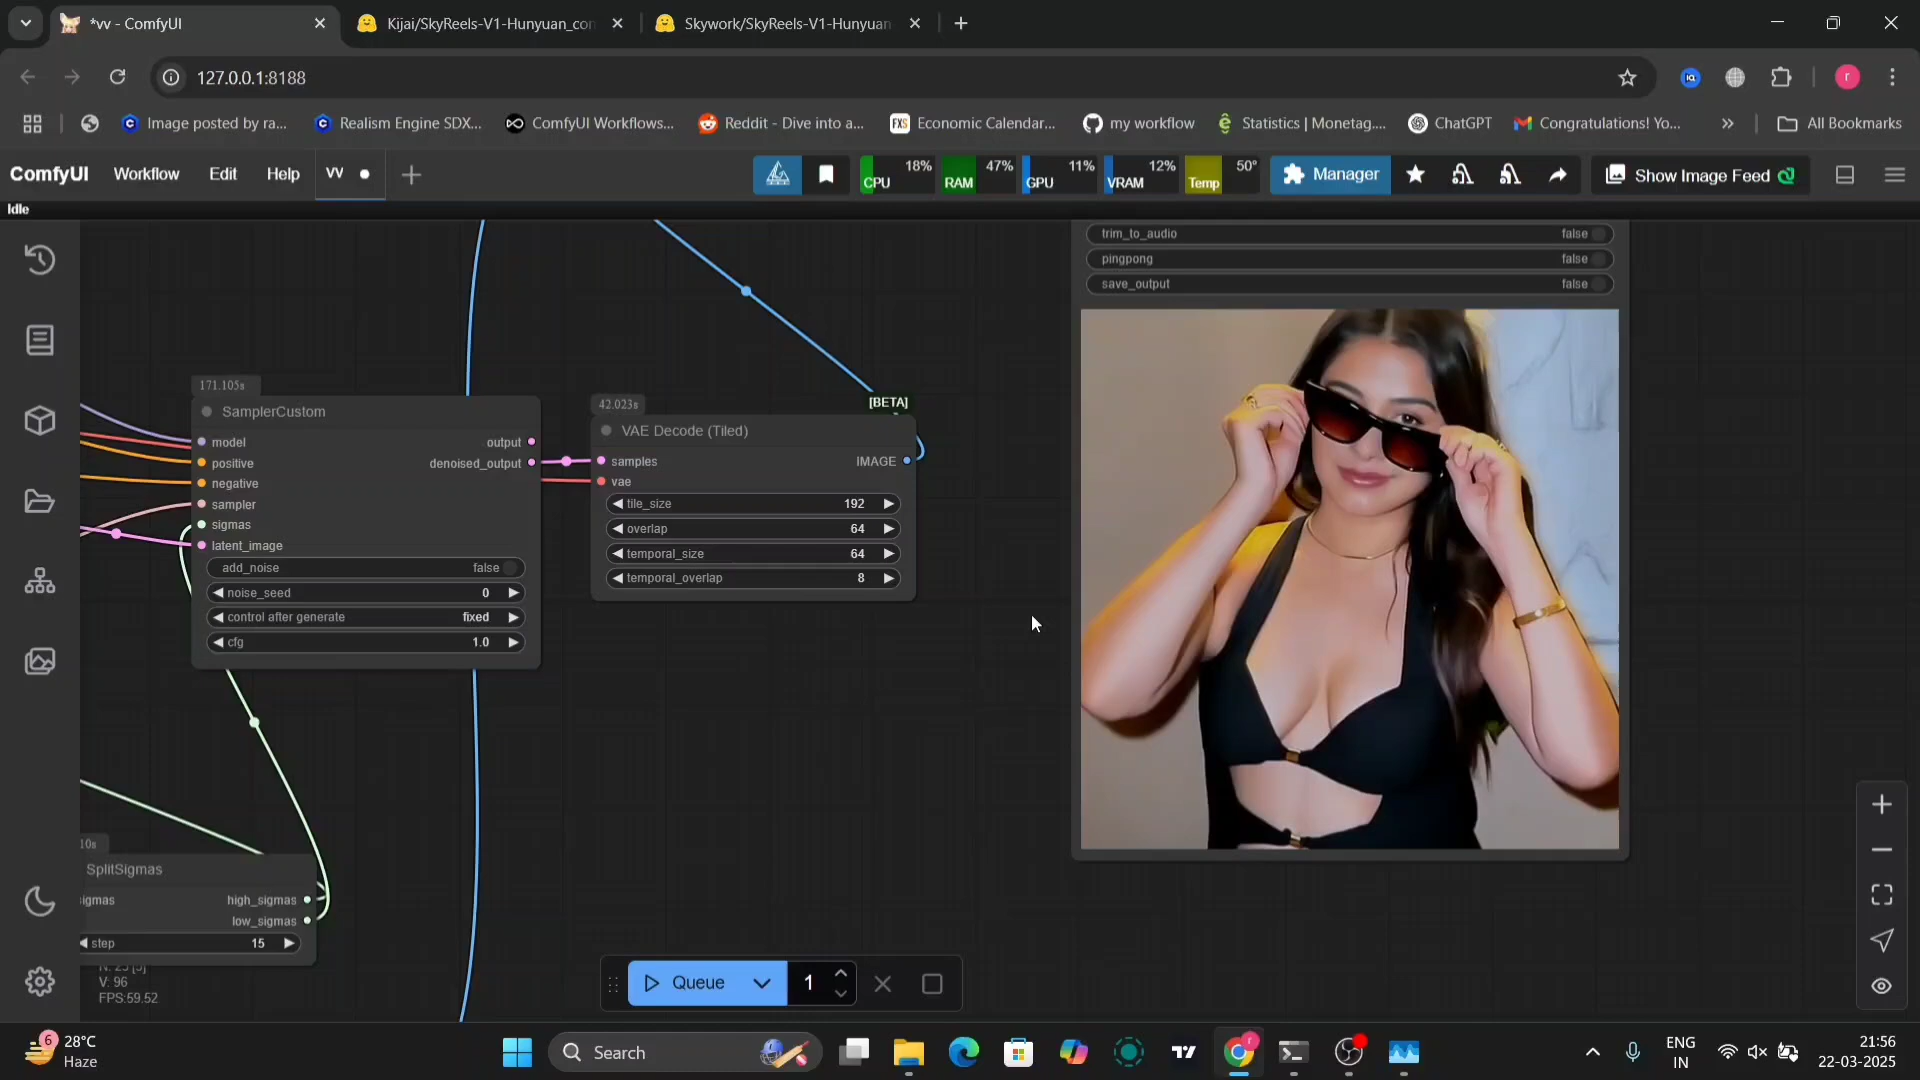 *vv - ComfyUI
Kijai/SkyReels-V1-Hunyuan_con
Skywork/SkyReels-V1-Hunyuan
127.0.0.1:8188
Image posted by ra...
Realism Engine SDX...
ComfyUI Workflows...
Reddit - Dive into a...
Economic Calendar...
my workflow
Statistics | Monetag....
ChatGPT
Congratulations! Yo...
All Bookmarks
ComfyUI
Workflow
Edit
Help
vv
CPU 18%
RAM 47%
GPU 11%
VRAM 12%
Temp 50°
Manager
Show Image Feed
Idle
trim_to_audio false
pingpong false
save_output false
171.105s
SamplerCustom
model output
positive denoised_output
negative
sampler
sigmas
latent_image
add_noise false
noise_seed 0
control after generate fixed
cfg 1.0
42.023s
[BETA]
VAE Decode (Tiled)
samples IMAGE
vae
tile_size 192
overlap 64
temporal_size 64
temporal_overlap 8
10s
SplitSigmas
sigmas high_sigmas
low_sigmas
step 15
V: 96
FPS:59.52
Queue
1
6
28°C
Haze
Search
ENG
IN
21:56
22-03-2025